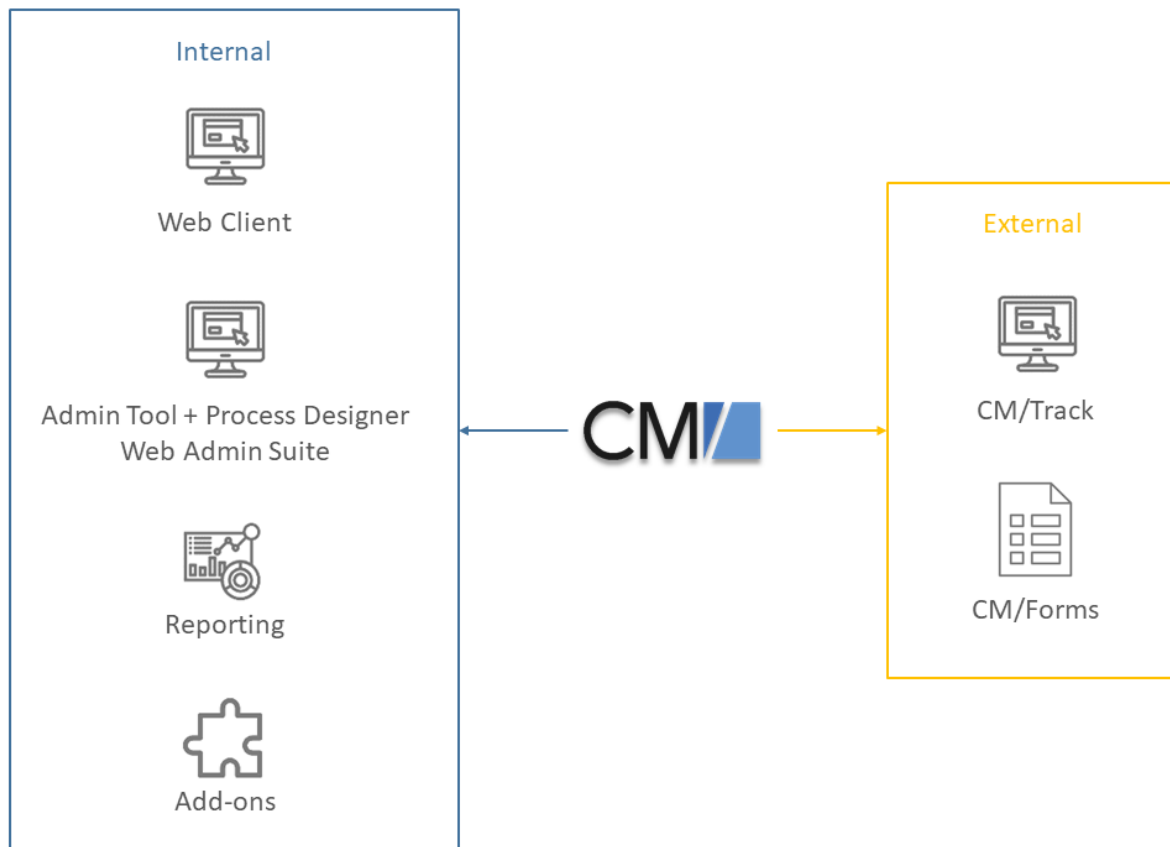 Internal
Web Client
Admin Tool + Process Designer
Web Admin Suite
Reporting
Add-ons
CM/
External
CM/Track
CM/Forms